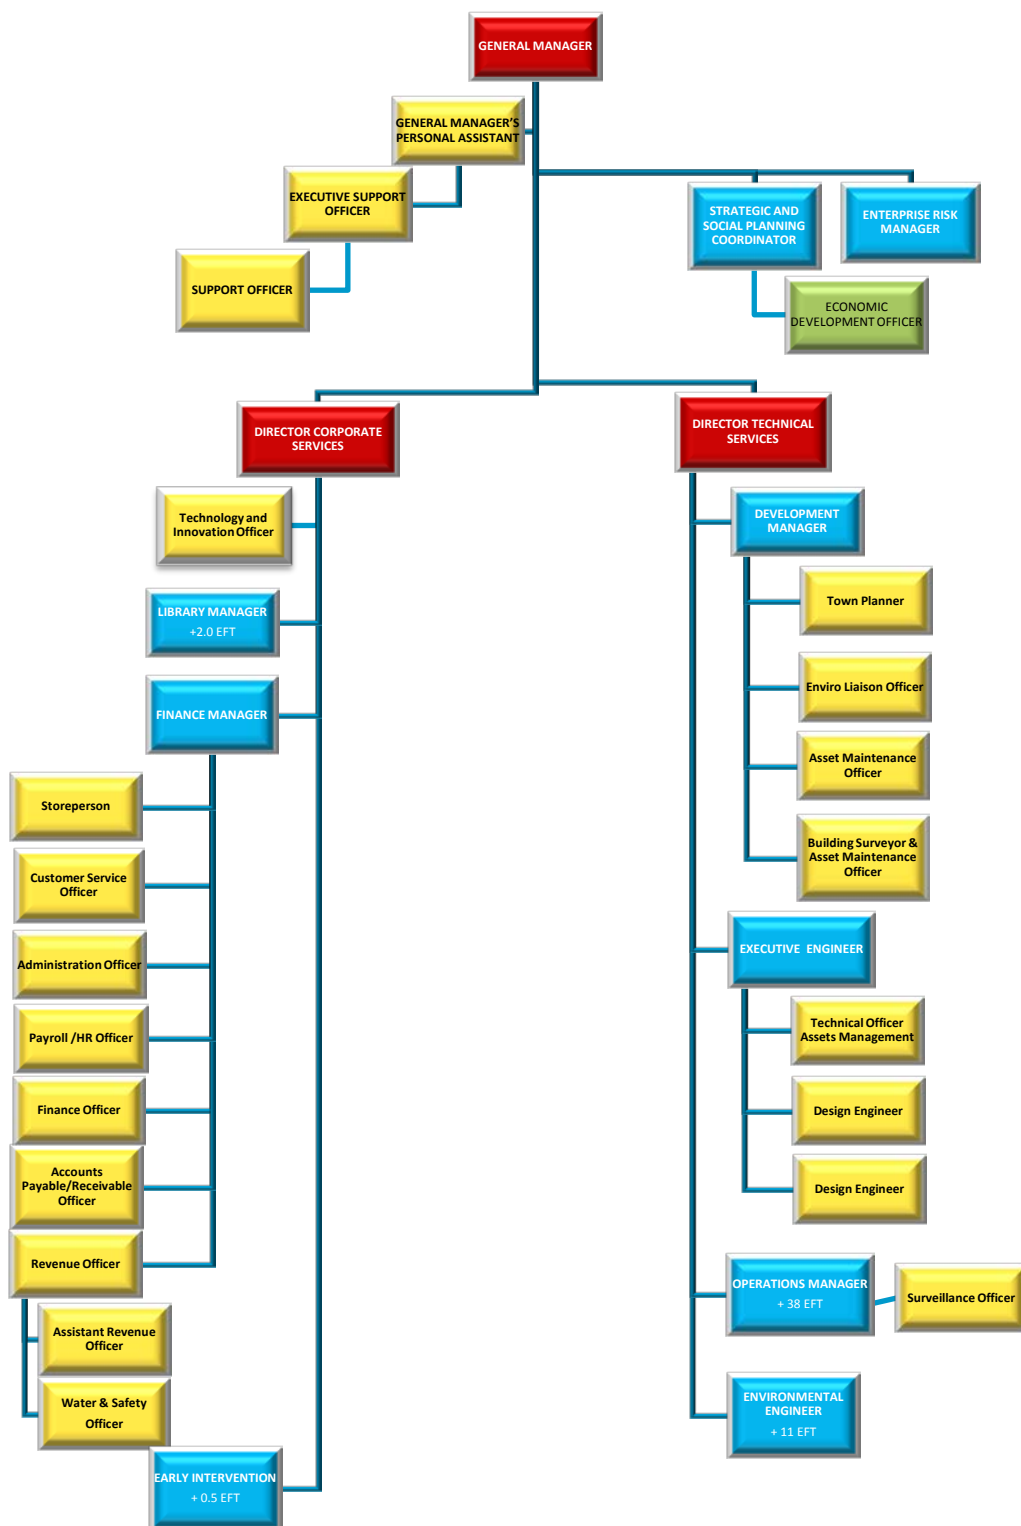 GENERAL MANAGER
GENERAL MANAGER'S
PERSONAL ASSISTANT
EXECUTIVE SUPPORT
OFFICER
SUPPORT OFFICER
STRATEGIC AND
SOCIAL PLANNING
COORDINATOR
ENTERPRISE RISK
MANAGER
ECONOMIC
DEVELOPMENT OFFICER
DIRECTOR CORPORATE
SERVICES
Technology and
Innovation Officer
LIBRARY MANAGER
+2.0 EFT
FINANCE MANAGER
Storeperson
Customer Service
Officer
Administration Officer
Payroll /HR Officer
Finance Officer
Accounts
Payable/Receivable
Officer
Revenue Officer
Assistant Revenue
Officer
Water & Safety
Officer
EARLY INTERVENTION
+ 0.5 EFT
DIRECTOR TECHNICAL
SERVICES
DEVELOPMENT
MANAGER
Town Planner
Enviro Liaison Officer
Asset Maintenance
Officer
Building Surveyor &
Asset Maintenance
Officer
EXECUTIVE ENGINEER
Technical Officer
Assets Management
Design Engineer
Design Engineer
OPERATIONS MANAGER
+ 38 EFT
Surveillance Officer
ENVIRONMENTAL
ENGINEER
+ 11 EFT